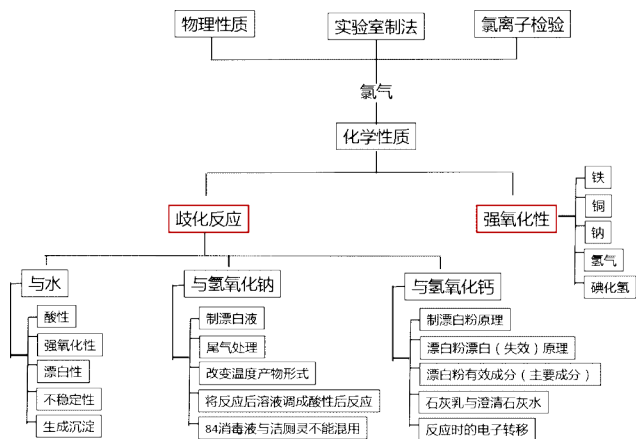 物理性质
实验室制法
氯离子检验
氯气
化学性质
歧化反应
强氧化性
铁
铜
钠
氢气
碘化氢
与水
酸性
强氧化性
漂白性
不稳定性
生成沉淀
与氢氧化钠
制漂白液
尾气处理
改变温度产物形式
将反应后溶液调成酸性后反应
84消毒液与洁厕灵不能混用
与氢氧化钙
制漂白粉原理
漂白粉漂白（失效）原理
漂白粉有效成分（主要成分）
石灰乳与澄清石灰水
反应时的电子转移